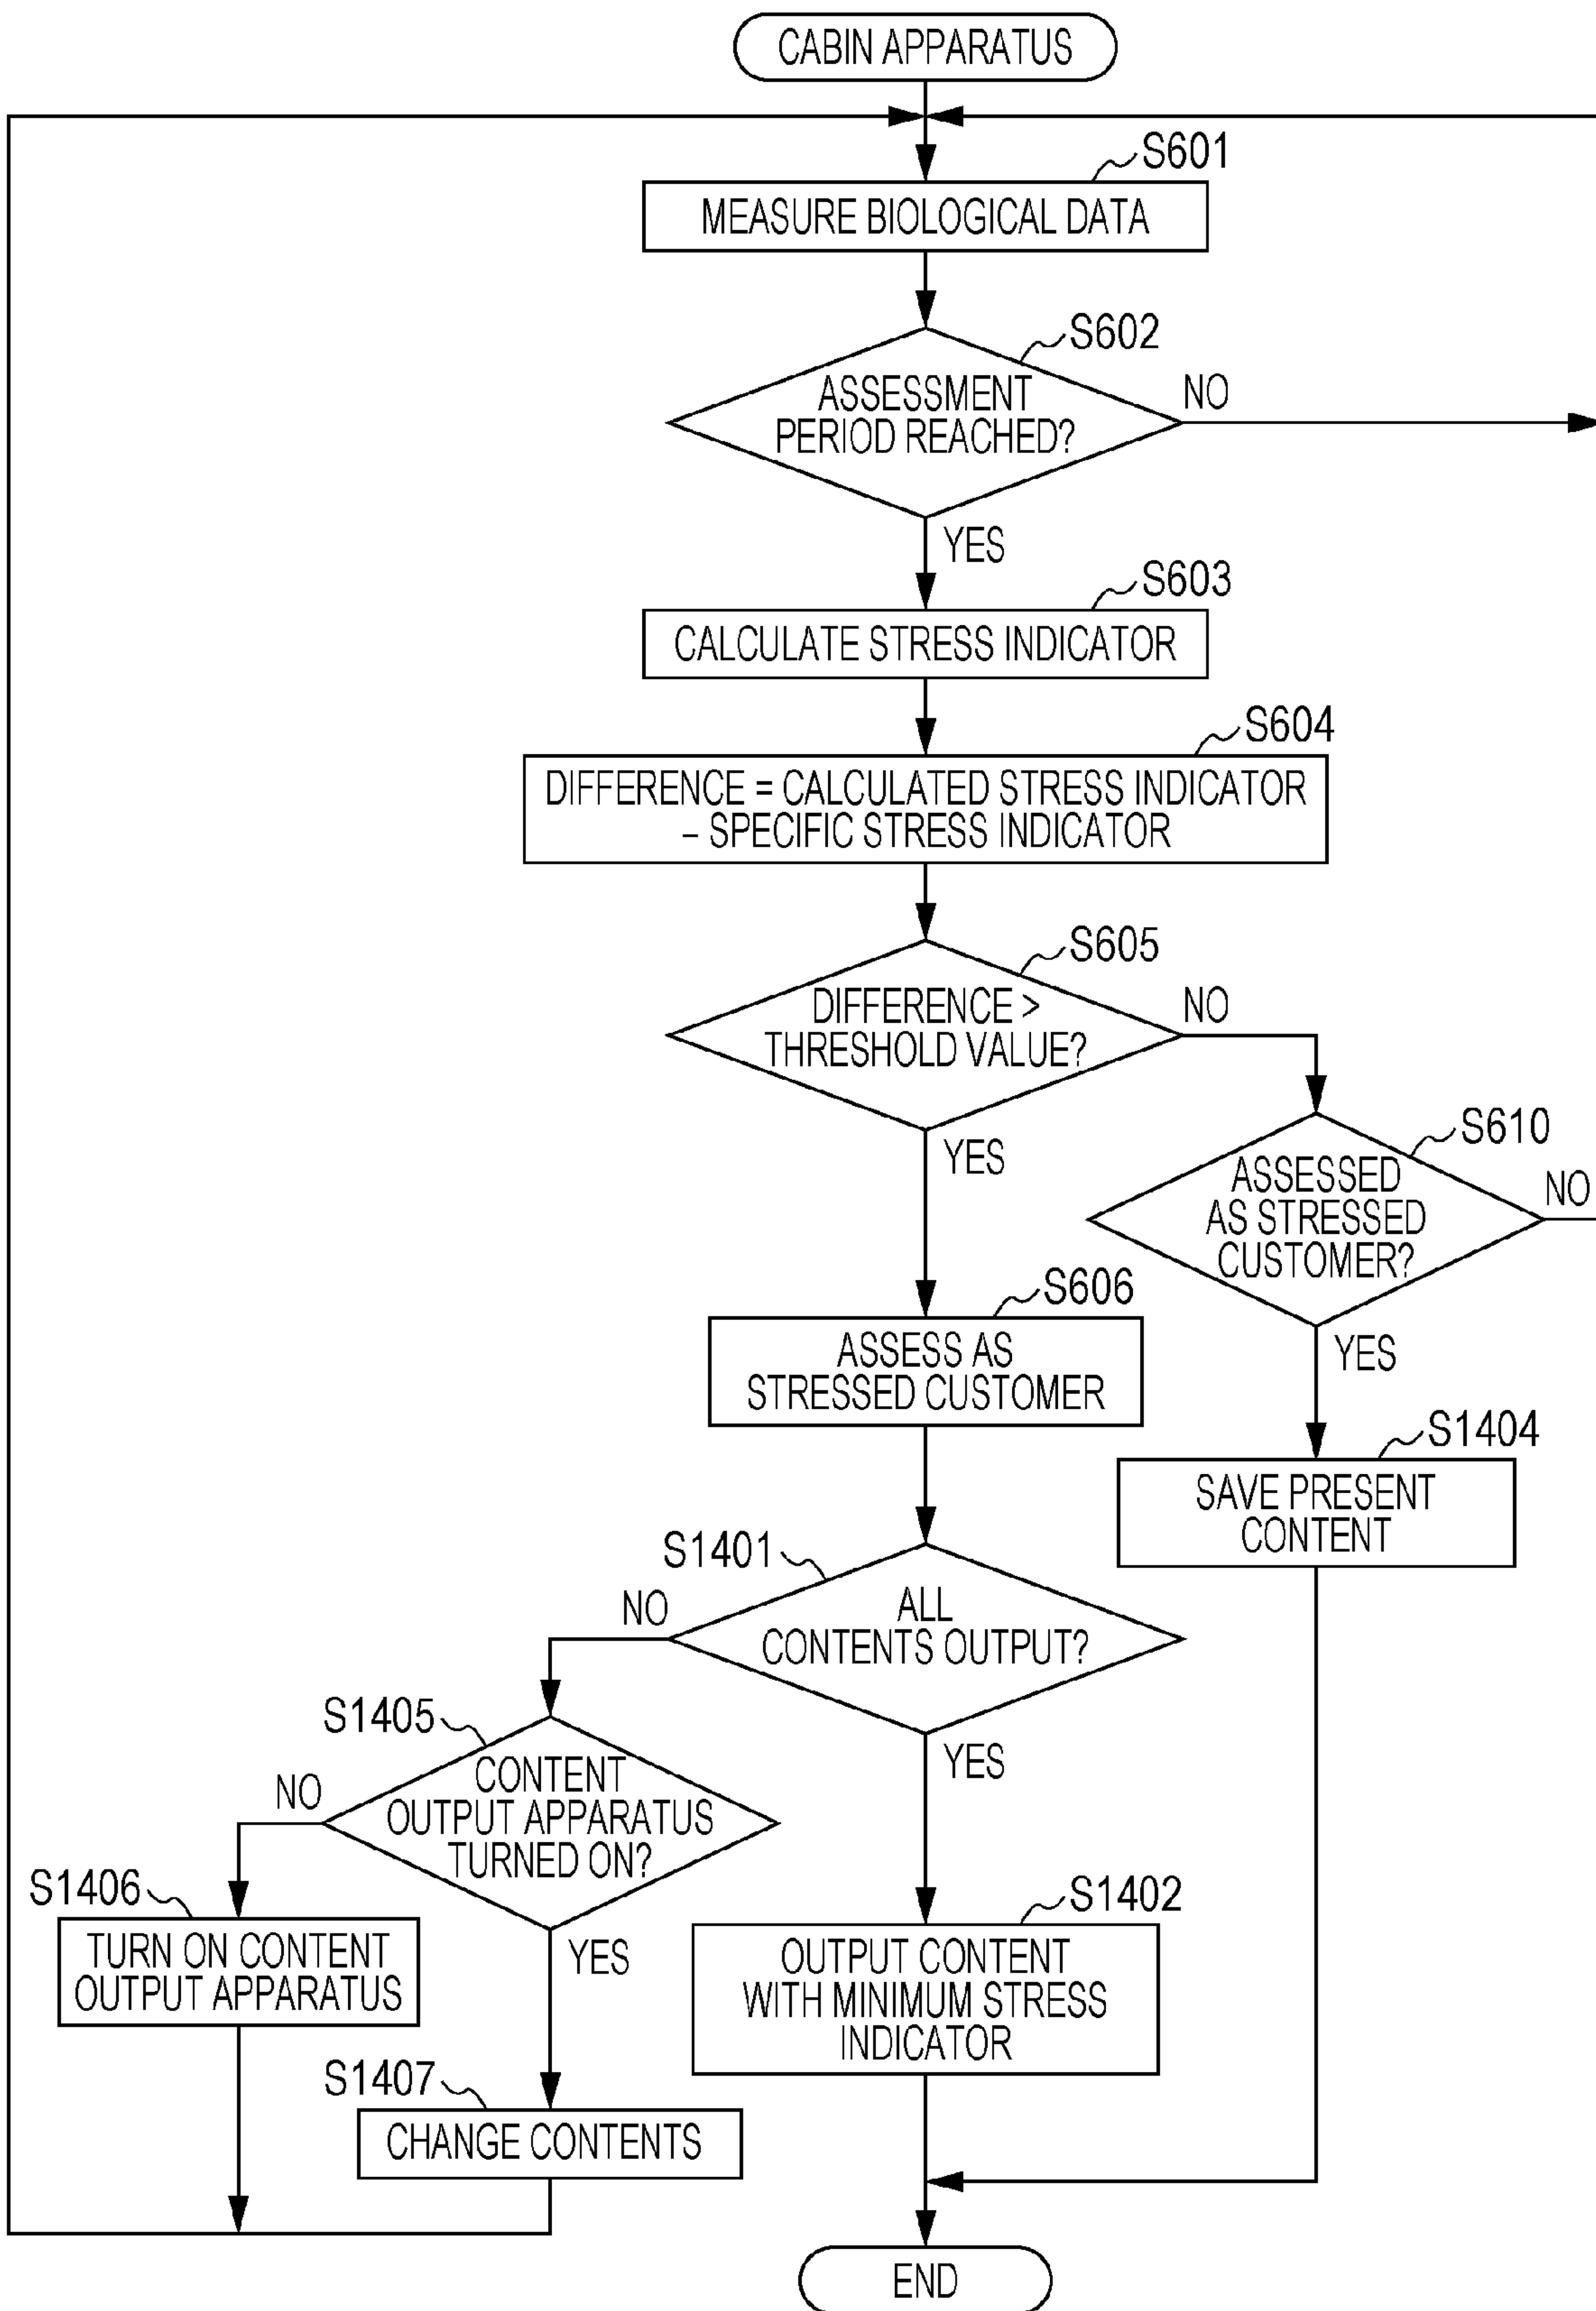 CABIN APPARATUS
S601
MEASURE BIOLOGICAL DATA
S602
ASSESSMENT
PERIOD REACHED?
NO
YES
S603
CALCULATE STRESS INDICATOR
S604
DIFFERENCE = CALCULATED STRESS INDICATOR
– SPECIFIC STRESS INDICATOR
S605
DIFFERENCE >
THRESHOLD VALUE?
NO
YES
S610
ASSESSED
AS STRESSED
CUSTOMER?
NO
YES
S606
ASSESS AS
STRESSED CUSTOMER
S1404
SAVE PRESENT
CONTENT
S1401
ALL
CONTENTS OUTPUT?
NO
YES
S1405
CONTENT
OUTPUT APPARATUS
TURNED ON?
NO
YES
S1406
TURN ON CONTENT
OUTPUT APPARATUS
S1402
OUTPUT CONTENT
WITH MINIMUM STRESS
INDICATOR
S1407
CHANGE CONTENTS
END